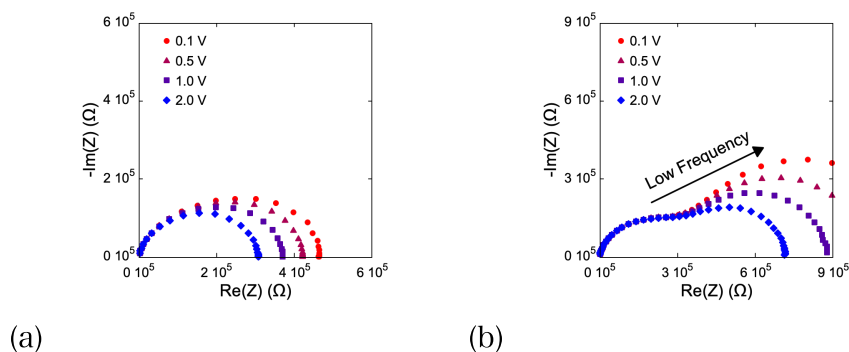 6 10⁵
4 10⁵
2 10⁵
0 10⁵
-Im(Z) (Ω)
0.1 V
0.5 V
1.0 V
2.0 V
0 10⁵ 2 10⁵ 4 10⁵ 6 10⁵
Re(Z) (Ω)
(a)
9 10⁵
6 10⁵
3 10⁵
0 10⁵
-Im(Z) (Ω)
0.1 V
0.5 V
1.0 V
2.0 V
Low Frequency
0 10⁵ 3 10⁵ 6 10⁵ 9 10⁵
Re(Z) (Ω)
(b)